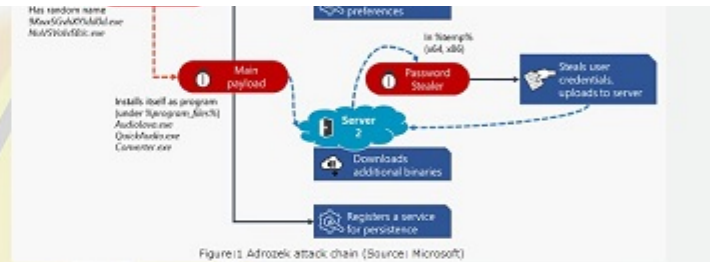 Has random name
preferences
In %temp%
(x64, x86)
Main
payload
Password
Stealer
Steals user
credentials,
uploads to server
Installs itself as program
(under %program_files%)
Audiolava.exe
QuickAudio.exe
Converter.exe
Server
2
Downloads
additional binaries
Registers a service
for persistence
Figure:1 Adrozek attack chain (Source: Microsoft)